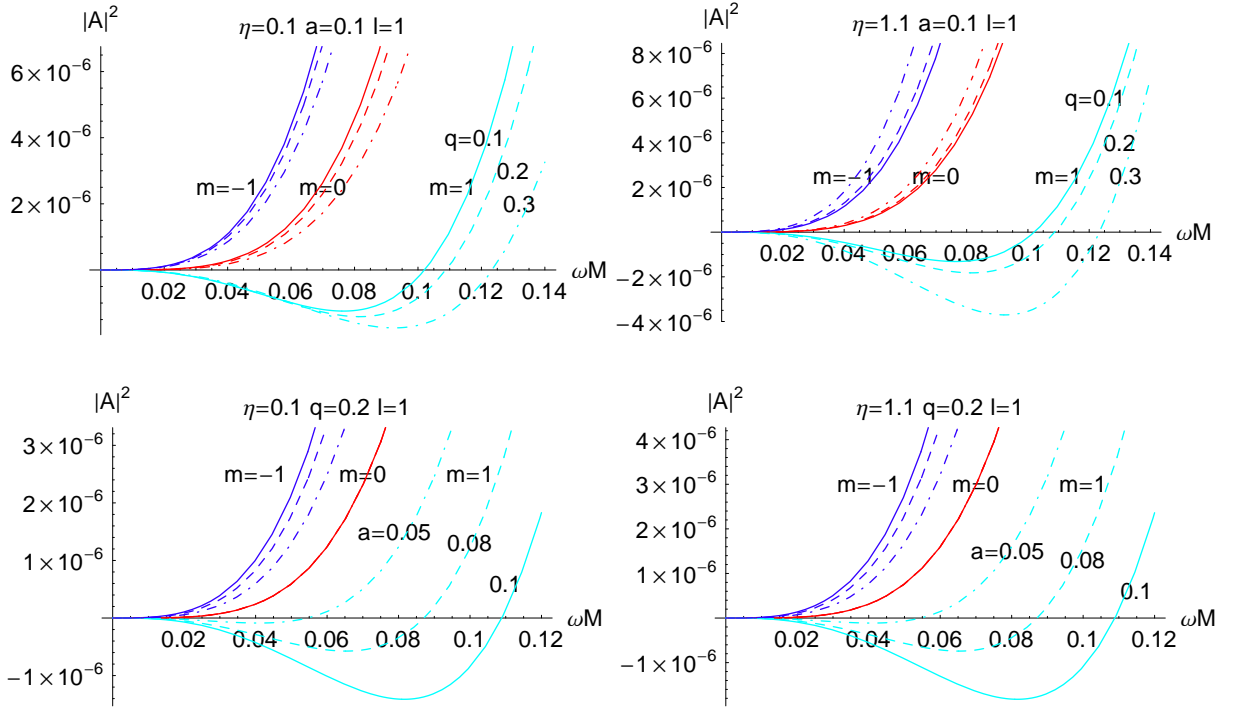 |A|²
η=0.1 a=0.1 l=1
6×10⁻⁶
4×10⁻⁶
2×10⁻⁶
q=0.1
0.2
0.3
m=−1
m=0
m=1
ωM
0.02 0.04 0.06 0.08 0.1 0.12 0.14
|A|²
η=1.1 a=0.1 l=1
8×10⁻⁶
6×10⁻⁶
4×10⁻⁶
2×10⁻⁶
−2×10⁻⁶
−4×10⁻⁶
q=0.1
0.2
0.3
m=−1
m=0
m=1
ωM
0.02 0.04 0.06 0.08 0.1 0.12 0.14
|A|²
η=0.1 q=0.2 l=1
3×10⁻⁶
2×10⁻⁶
1×10⁻⁶
−1×10⁻⁶
m=−1
m=0
m=1
a=0.05
0.08
0.1
ωM
0.02 0.04 0.06 0.08 0.1 0.12
|A|²
η=1.1 q=0.2 l=1
4×10⁻⁶
3×10⁻⁶
2×10⁻⁶
1×10⁻⁶
−1×10⁻⁶
m=−1
m=0
m=1
a=0.05
0.08
0.1
ωM
0.02 0.04 0.06 0.08 0.1 0.12